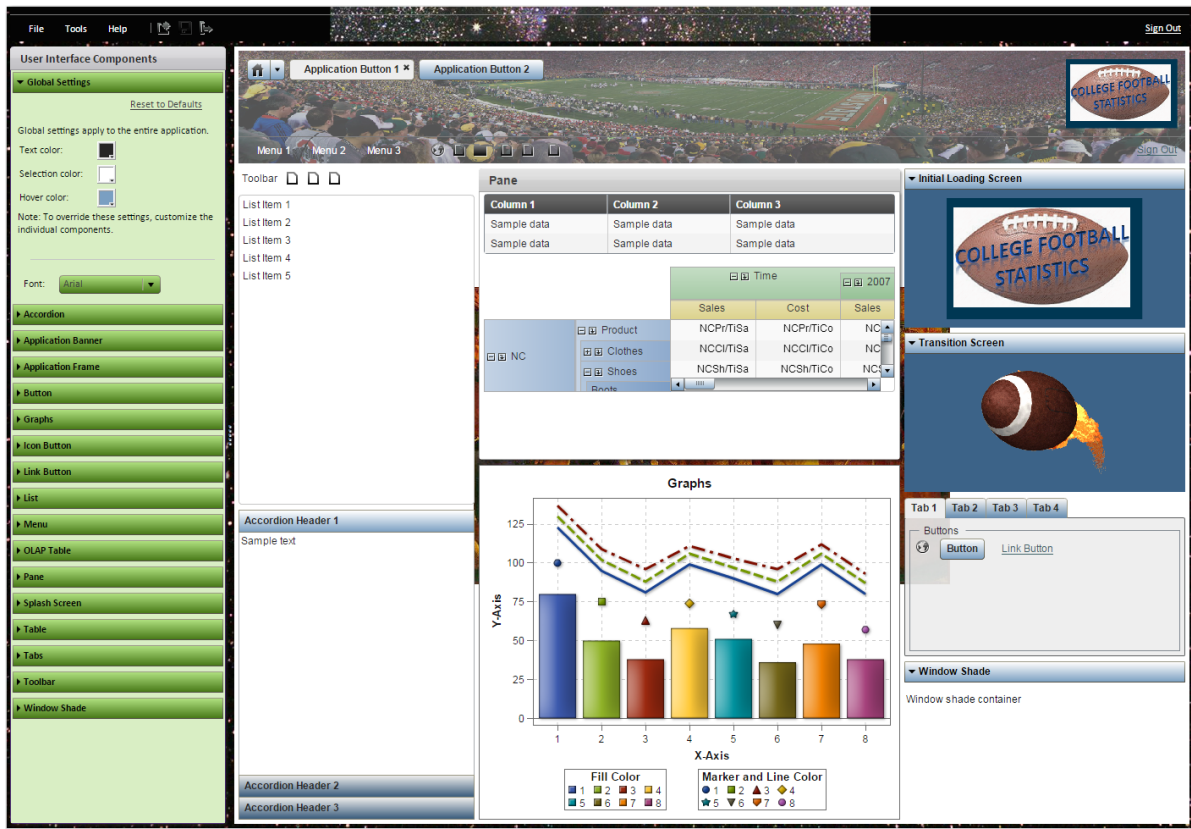 File Tools Help
Sign Out
User Interface Components
Global Settings
Reset to Defaults
Global settings apply to the entire application.
Text color:
Selection color:
Hover color:
Note: To override these settings, customize the
individual components.
Font: Arial
Accordion
Application Banner
Application Frame
Button
Graphs
Icon Button
Link Button
List
Menu
OLAP Table
Pane
Splash Screen
Table
Tabs
Toolbar
Window Shade
Application Button 1 Application Button 2
COLLEGE FOOTBALL
STATISTICS
Menu 1 Menu 2 Menu 3
Sign Out
Toolbar
List Item 1
List Item 2
List Item 3
List Item 4
List Item 5
Accordion Header 1
Sample text
Accordion Header 2
Accordion Header 3
Pane
Column 1 Column 2 Column 3
Sample data Sample data Sample data
Sample data Sample data Sample data
Time 2007
Sales Cost Sales
NC
Product NCPr/TiSa NCPr/TiCo NC
Clothes NCCl/TiSa NCCl/TiCo NC
Shoes NCSh/TiSa NCSh/TiCo NCS
Boots
Graphs
Y-Axis
125
100
75
50
25
0
1 2 3 4 5 6 7 8
X-Axis
Fill Color
1 2 3 4
5 6 7 8
Marker and Line Color
1 2 3 4
5 6 7 8
Initial Loading Screen
COLLEGE FOOTBALL
STATISTICS
Transition Screen
Tab 1 Tab 2 Tab 3 Tab 4
Buttons
Button Link Button
Window Shade
Window shade container